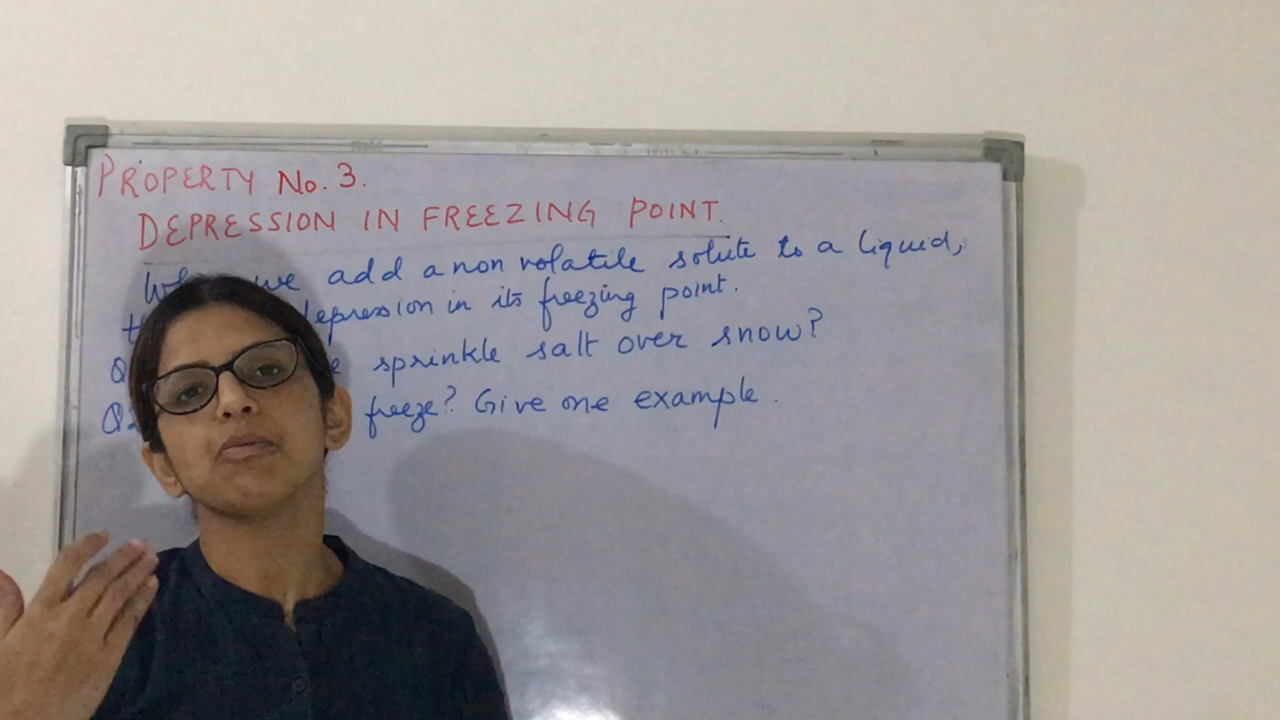 PROPERTY No. 3.
DEPRESSION IN FREEZING POINT.
we add a non volatile solute to a liquid,
depression in its freezing point.
sprinkle salt over snow?
freeze? Give one example.